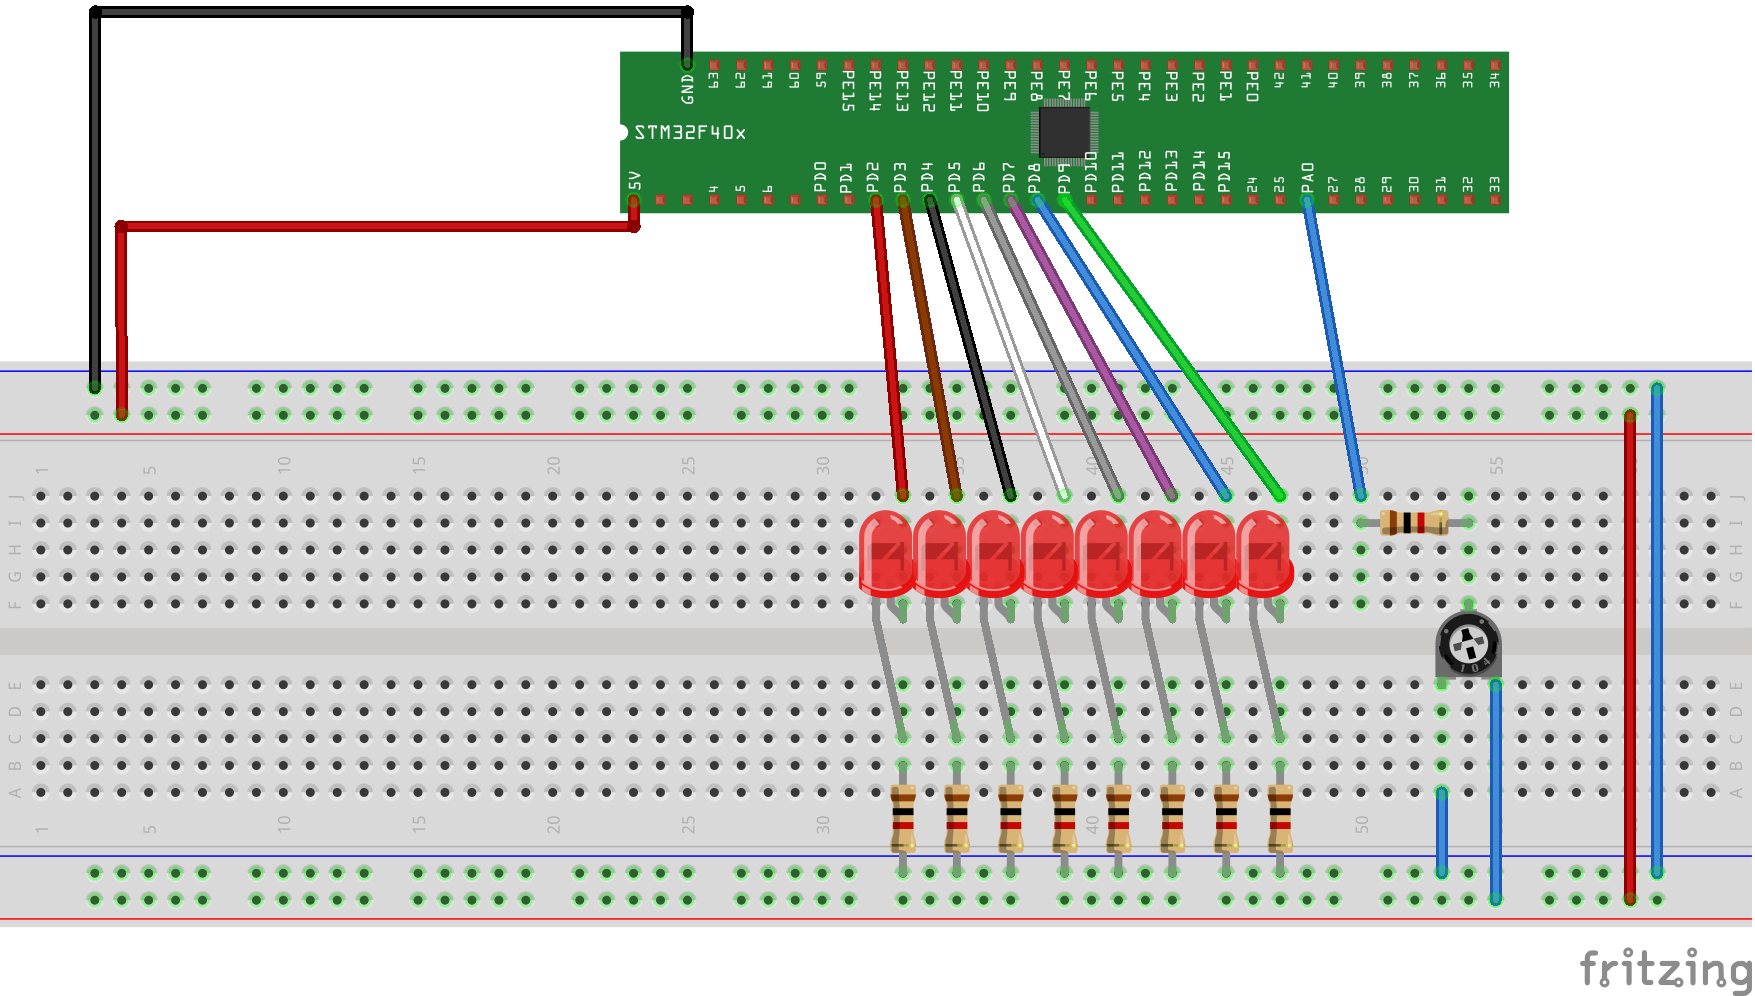 GND 63 62 61 60 59 PE15 PE14 PE13 PE12 PE11 PE10 PE9 PE8 PE7 PE6 PE5 PE4 PE3 PE2 PE1 PE0 42 41 40 39 38 37 36 35 34
STM32F40x
5V 4 5 6 PD0 PD1 PD2 PD3 PD4 PD5 PD6 PD7 PD8 PD9 PD10 PD11 PD12 PD13 PD14 PD15 24 25 PA0 27 28 29 30 31 32 33
1 5 10 15 20 25 30 35 40 45 50 55
J J
I I
H H
G G
F F
104
E E
D D
C C
B B
A A
1 5 10 15 20 25 30 40 50
fritzing